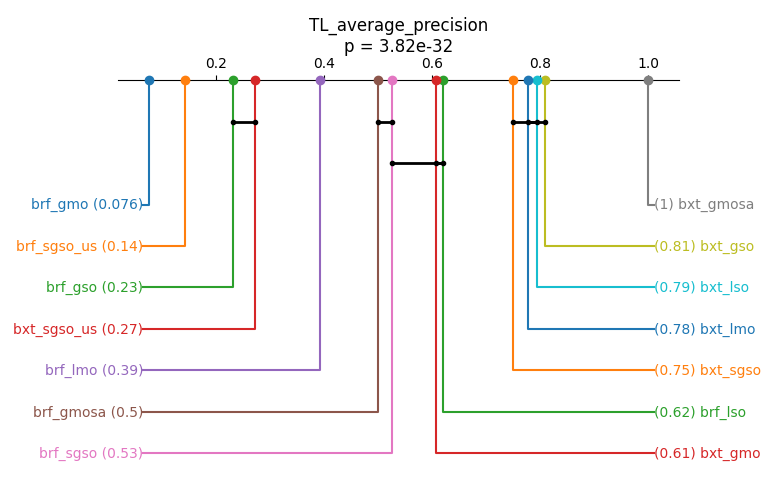 TL_average_precision
p = 3.82e-32
0.2 0.4 0.6 0.8 1.0
brf_gmo (0.076) (1) bxt_gmosa
brf_sgso_us (0.14) (0.81) bxt_gso
brf_gso (0.23) (0.79) bxt_lso
bxt_sgso_us (0.27) (0.78) bxt_lmo
brf_lmo (0.39) (0.75) bxt_sgso
brf_gmosa (0.5) (0.62) brf_lso
brf_sgso (0.53) (0.61) bxt_gmo